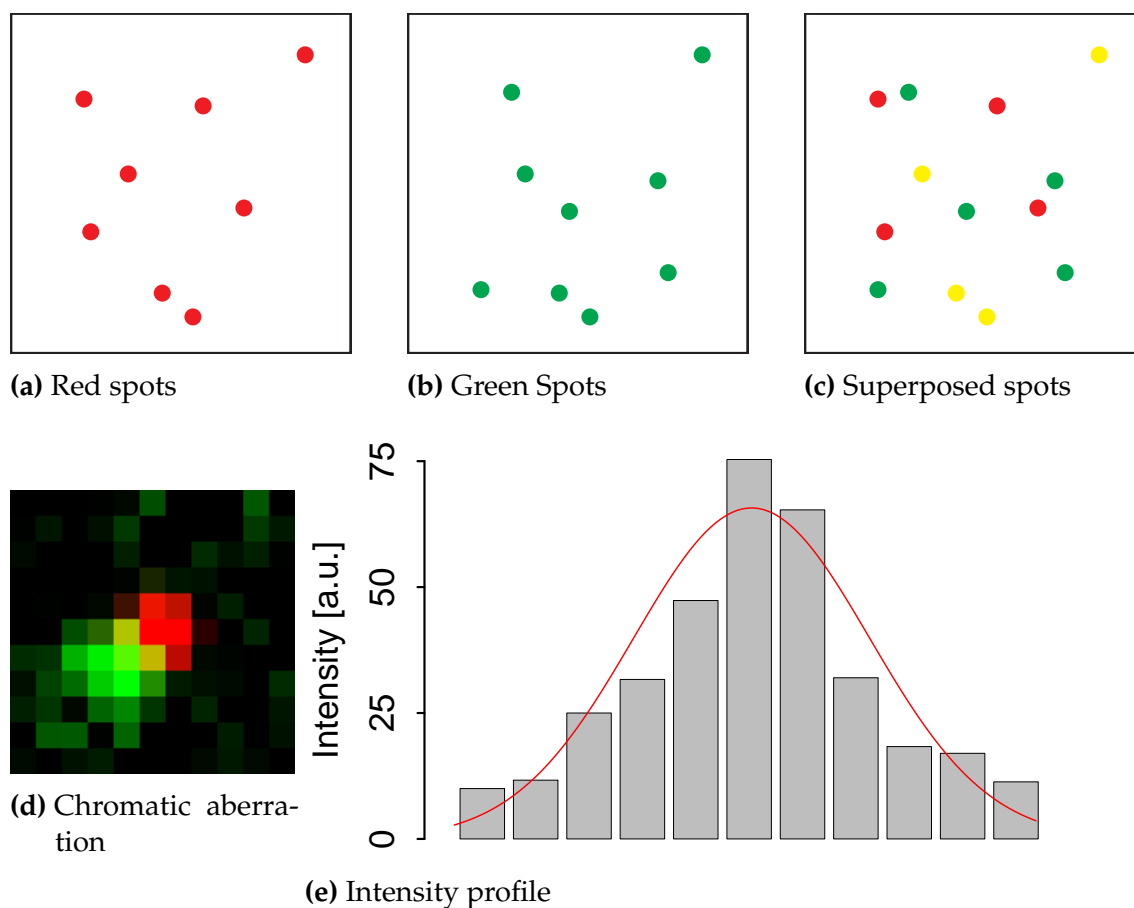 (a) Red spots
(b) Green Spots
(c) Superposed spots
(d) Chromatic aberra-
tion
Intensity [a.u.]
75
50
25
0
(e) Intensity profile